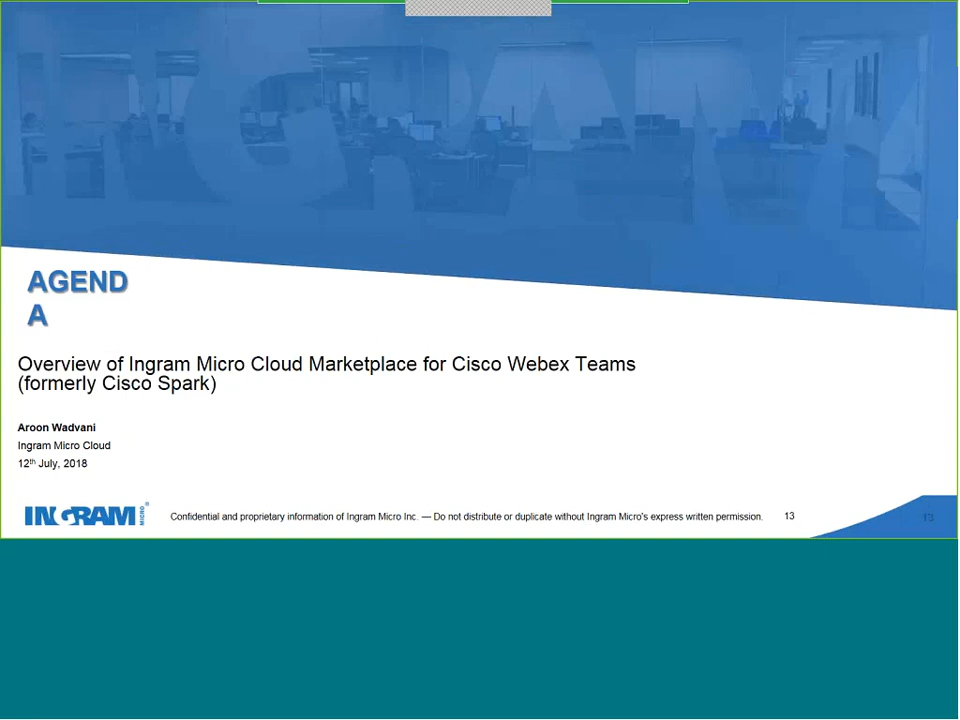 AGEND
A
Overview of Ingram Micro Cloud Marketplace for Cisco Webex Teams
(formerly Cisco Spark)
Aroon Wadvani
Ingram Micro Cloud
12th July, 2018
INGRAM MICRO®
Confidential and proprietary information of Ingram Micro Inc. — Do not distribute or duplicate without Ingram Micro's express written permission.
13
13